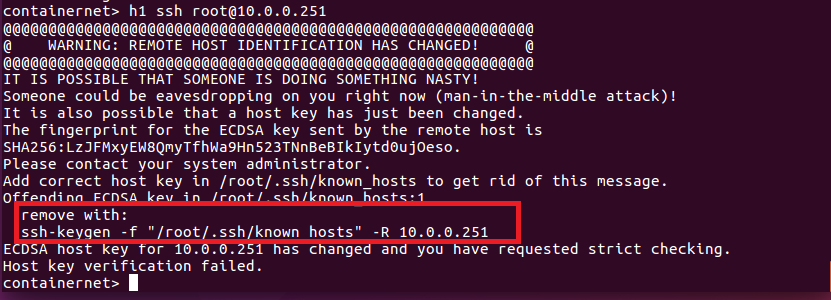 containernet> h1 ssh root@10.0.0.251
@@@@@@@@@@@@@@@@@@@@@@@@@@@@@@@@@@@@@@@@@@@@@@@@@@@@@@@@@@@
@    WARNING: REMOTE HOST IDENTIFICATION HAS CHANGED!     @
@@@@@@@@@@@@@@@@@@@@@@@@@@@@@@@@@@@@@@@@@@@@@@@@@@@@@@@@@@@
IT IS POSSIBLE THAT SOMEONE IS DOING SOMETHING NASTY!
Someone could be eavesdropping on you right now (man-in-the-middle attack)!
It is also possible that a host key has just been changed.
The fingerprint for the ECDSA key sent by the remote host is
SHA256:LzJFMxyEW8QmyTfhWa9Hn523TNnBeBIkIytd0ujOeso.
Please contact your system administrator.
Add correct host key in /root/.ssh/known_hosts to get rid of this message.
Offending ECDSA key in /root/.ssh/known_hosts:1
remove with:
ssh-keygen -f "/root/.ssh/known_hosts" -R 10.0.0.251
ECDSA host key for 10.0.0.251 has changed and you have requested strict checking.
Host key verification failed.
containernet>